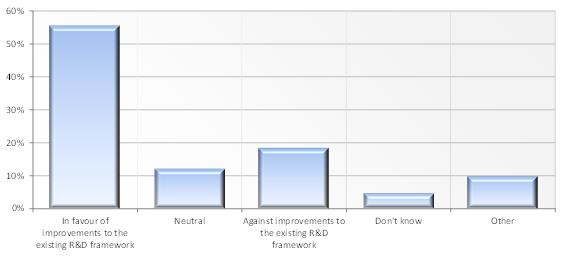 60%
50%
40%
30%
20%
10%
0%
In favour of
improvements to the
existing R&D framework
Neutral
Against improvements to
the existing R&D
framework
Don't know
Other